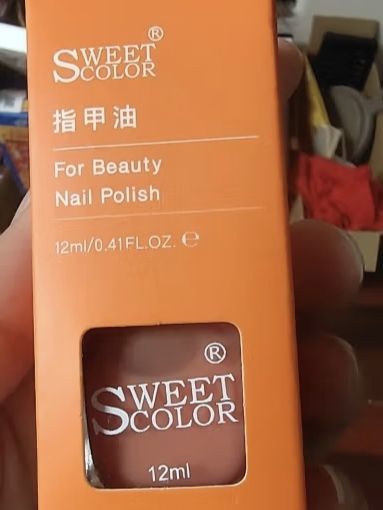 SWEET COLOR®
指甲油
For Beauty
Nail Polish
12ml/0.41FL.OZ. ℮
SWEET COLOR®
12ml